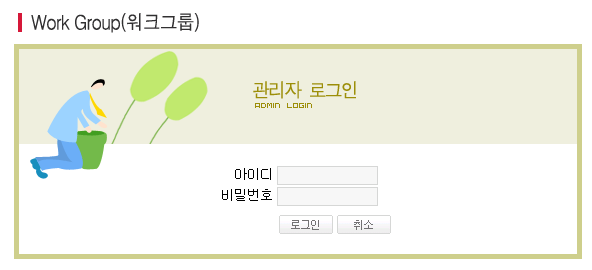 Work Group(워크그룹)
관리자 로그인
ADMIN LOGIN
아이디
비밀번호
로그인 취소